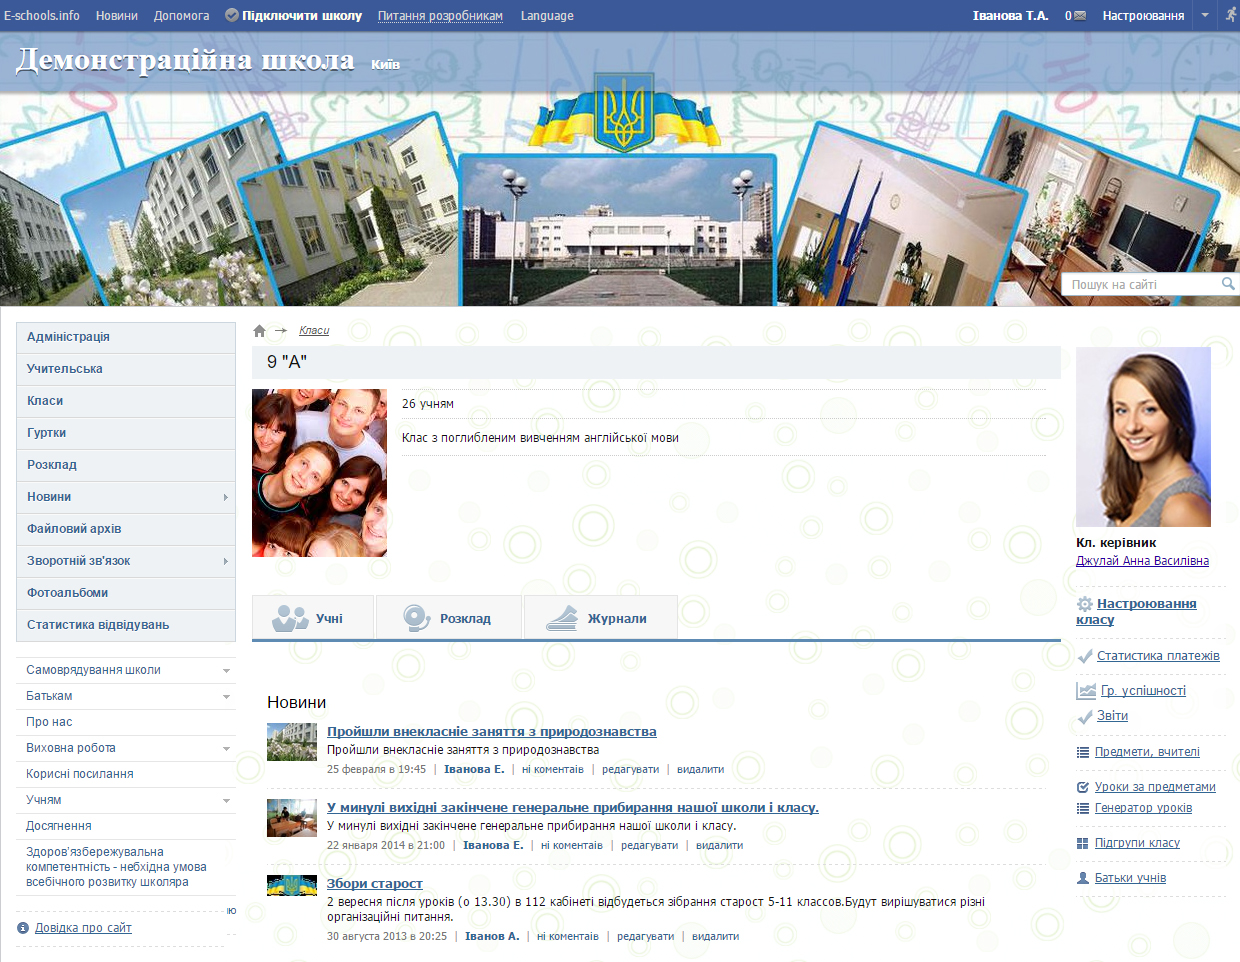 E-schools.info Новини Допомога Підключити школу Питання розробникам Language Іванова Т.А. 0 Настроювання
Демонстраційна школа Київ
Пошук на сайті
Адміністрація
Учительська
Класи
Гуртки
Розклад
Новини
Файловий архів
Зворотній зв'язок
Фотоальбоми
Статистика відвідувань
Самоврядування школи
Батькам
Про нас
Виховна робота
Корисні посилання
Учням
Досягнення
Здоров'язбережувальна
компетентність - небхідна умова
всебічного розвитку школяра
ю
Довідка про сайт
Класи
9 "А"
26 учням
Клас з поглибленим вивченням англійської мови
Учні Розклад Журнали
Новини
Пройшли внекласніе заняття з природознавства
Пройшли внекласніе заняття з природознавства
25 февраля в 19:45 | Іванова Е. | ні коментаів | редагувати | видалити
У минулі вихідні закінчене генеральне прибирання нашої школи і класу.
У минулі вихідні закінчене генеральне прибирання нашої школи і класу.
22 января 2014 в 21:00 | Іванова Е. | ні коментаів | редагувати | видалити
Збори старост
2 вересня після уроків (о 13.30) в 112 кабінеті відбудеться зібрання старост 5-11 классов.Будут вирішуватися різні
організаційні питання.
30 августа 2013 в 20:25 | Іванов А. | ні коментаів | редагувати | видалити
Кл. керівник
Джулай Анна Василівна
Настроювання
класу
Статистика платежів
Гр. успішності
Звіти
Предмети, вчителі
Уроки за предметами
Генератор уроків
Підгрупи класу
Батьки учнів